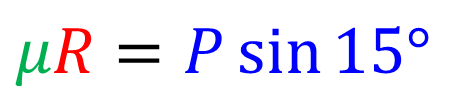 μR = P sin 15°